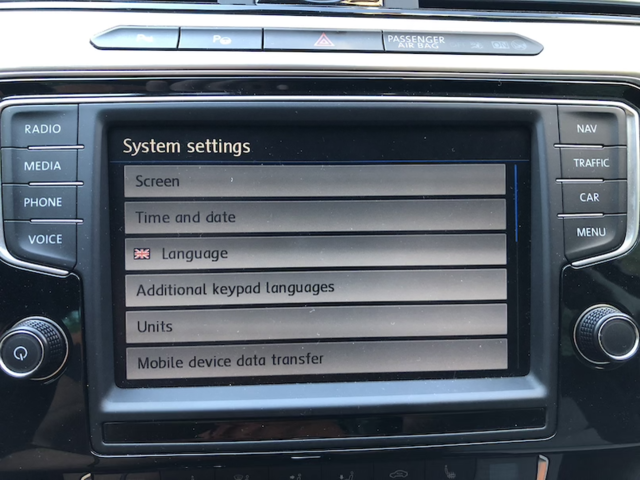 PASSENGER
AIR BAG
RADIO
MEDIA
PHONE
VOICE
System settings
Screen
Time and date
Language
Additional keypad languages
Units
Mobile device data transfer
NAV
TRAFFIC
CAR
MENU